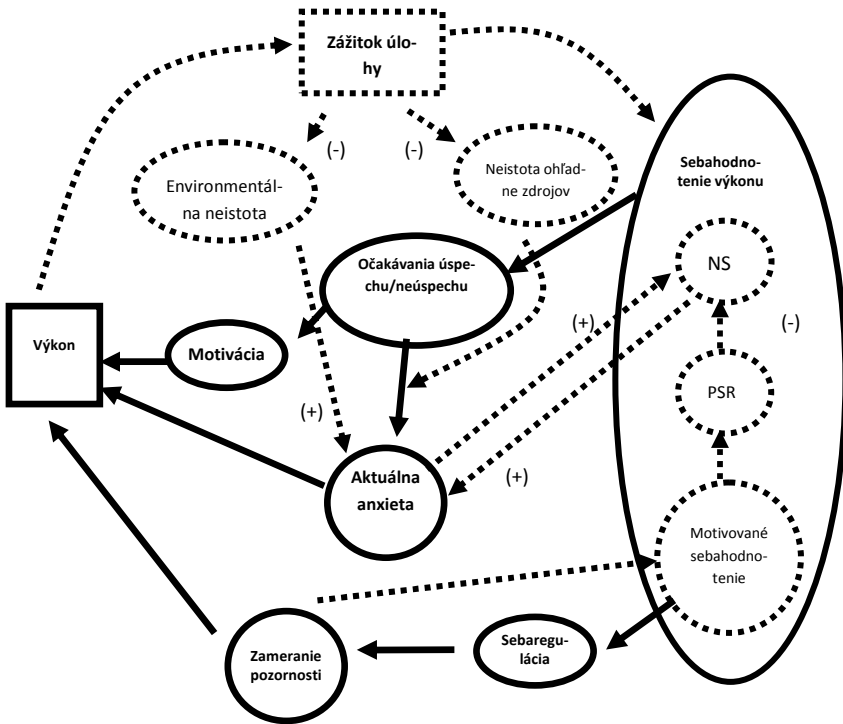 Zážitok úlo-
hy
(-)
(-)
Environmentál-
na neistota
Neistota ohľad-
ne zdrojov
Sebahodno-
tenie výkonu
Očakávania úspe-
chu/neúspechu
NS
(+)
(-)
Výkon
Motivácia
PSR
(+)
(+)
Aktuálna
anxieta
Motivované
sebahodno-
tenie
Zameranie
pozornosti
Sebaregu-
lácia